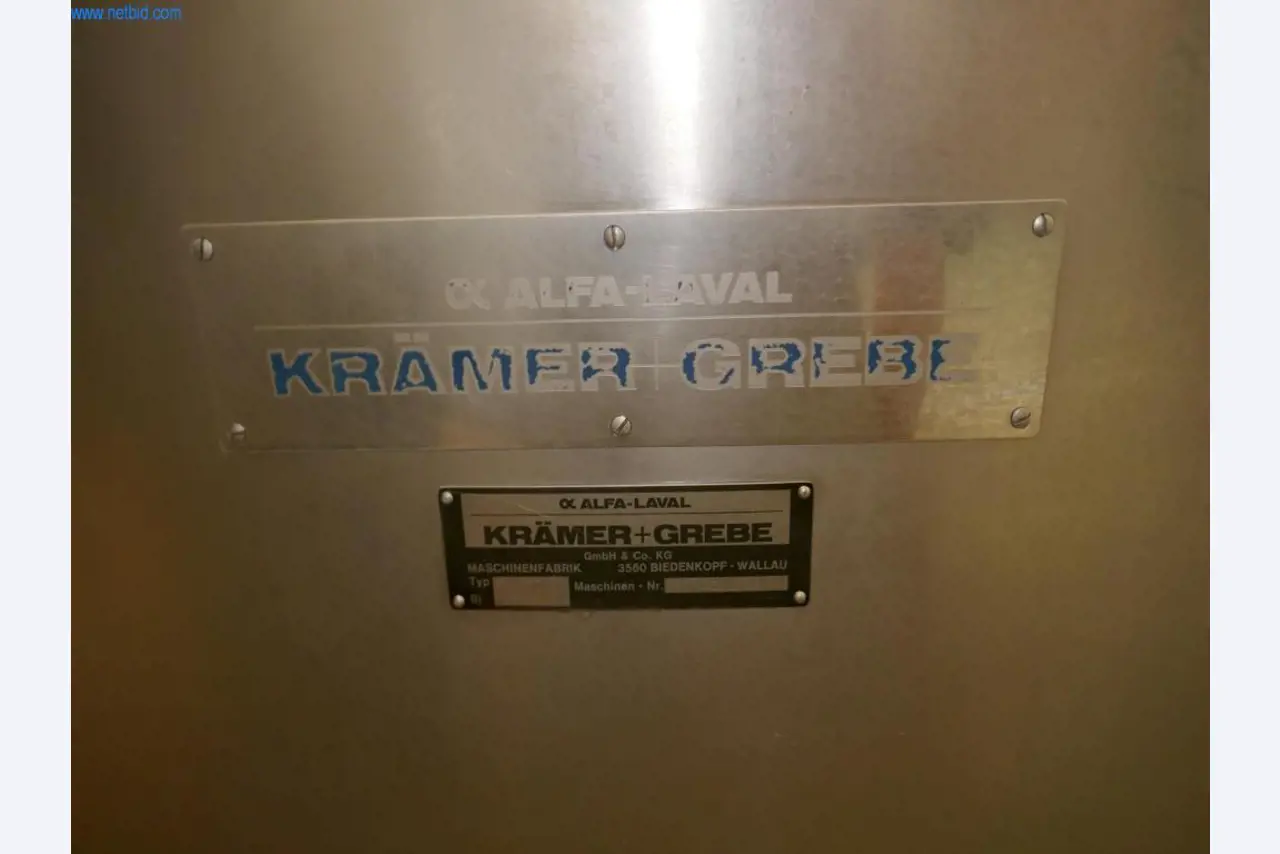 www.netbid.com
α ALFA-LAVAL
KRÄMER+GREBE
α ALFA-LAVAL
KRÄMER+GREBE
GmbH & Co. KG
MASCHINENFABRIK 3560 BIEDENKOPF - WALLAU
Typ Maschinen - Nr.